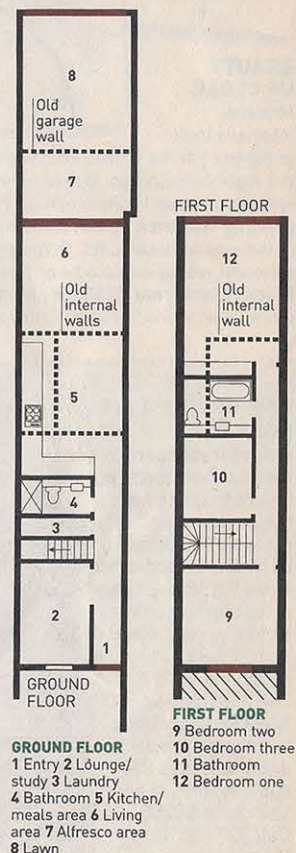 8
Old
garage
wall
7
6
Old
internal
walls
5
4
3
2
1
GROUND
FLOOR
FIRST FLOOR
12
Old
internal
wall
11
10
9
GROUND FLOOR
1 Entry 2 Lounge/
study 3 Laundry
4 Bathroom 5 Kitchen/
meals area 6 Living
area 7 Alfresco area
8 Lawn
FIRST FLOOR
9 Bedroom two
10 Bedroom three
11 Bathroom
12 Bedroom one